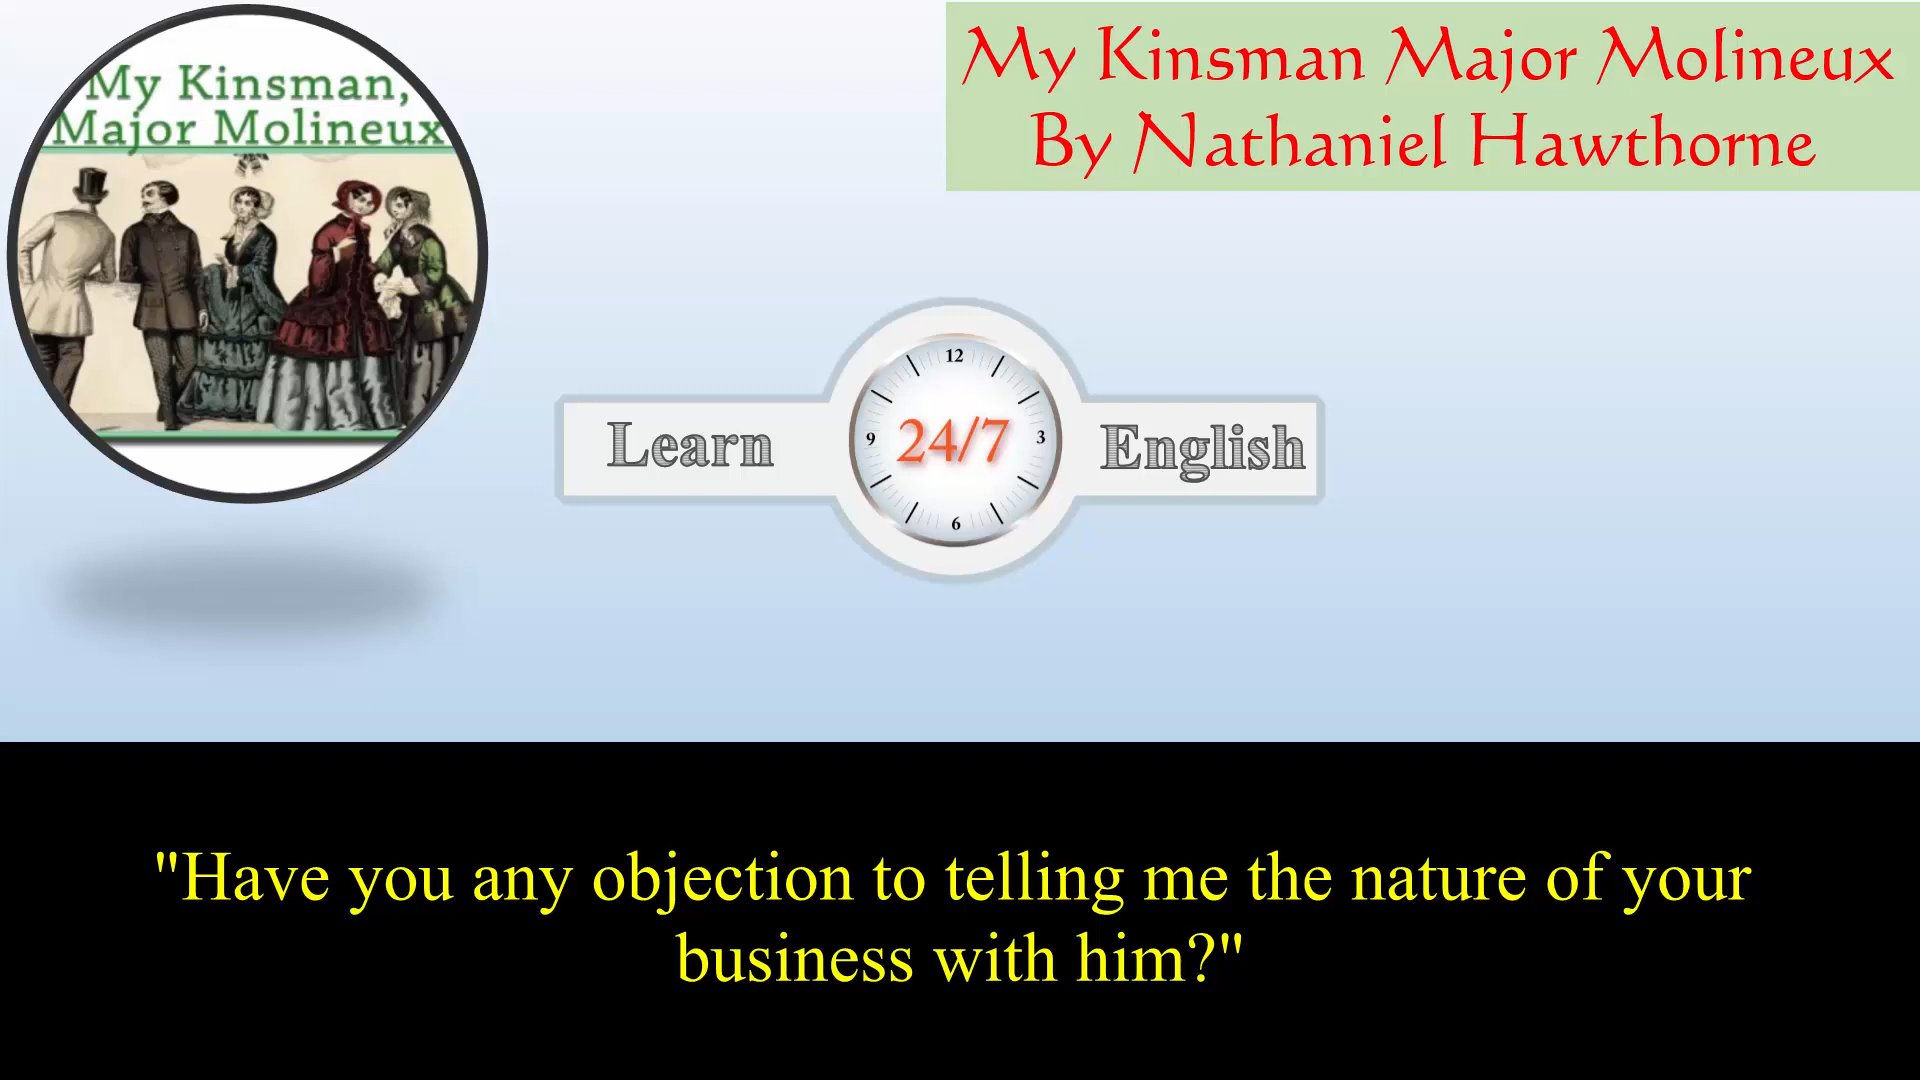 My Kinsman,
Major Molineux
My Kinsman Major Molineux
By Nathaniel Hawthorne
12
Learn
9
24/7
3
English
6
"Have you any objection to telling me the nature of your
business with him?"